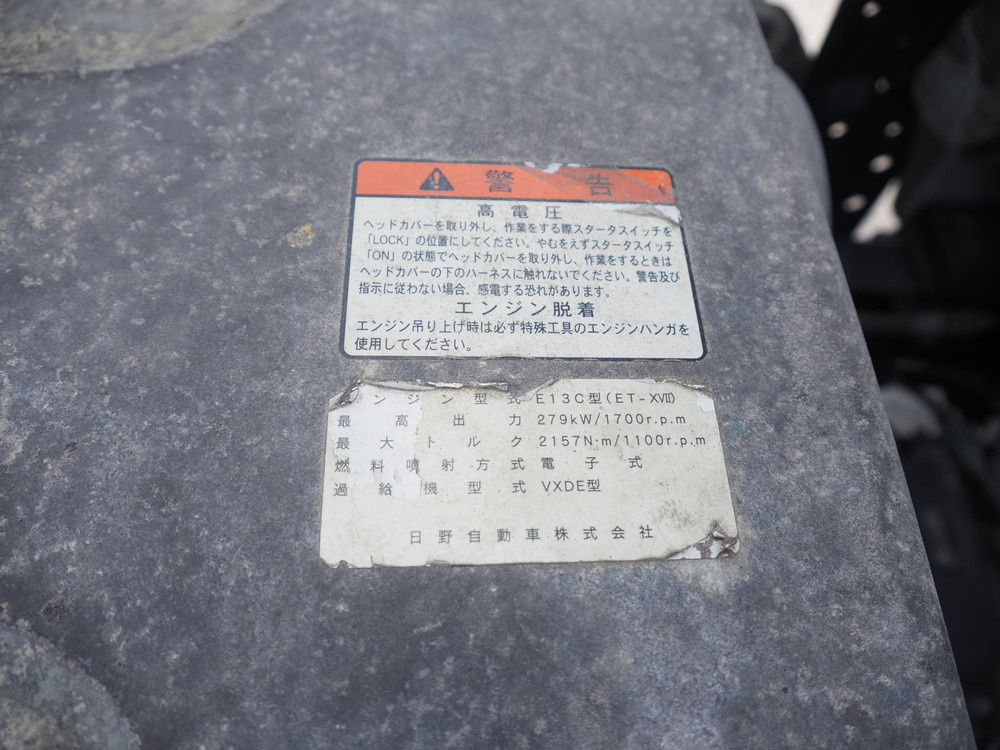 警告
高電圧
ヘッドカバーを取り外し、作業をする際スタータスイッチを
「LOCK」の位置にしてください。やむをえずスタータスイッチ
「ON」の状態でヘッドカバーを取り外し、作業をするときは
ヘッドカバーの下のハーネスに触れないでください。警告及び
指示に従わない場合、感電する恐れがあります。
エンジン脱着
エンジン吊り上げ時は必ず特殊工具のエンジンハンガを
使用してください。
エンジン型式 E13C型(ET-XVII)
最高出力 279kW/1700r.p.m
最大トルク 2157N·m/1100r.p.m
燃料噴射方式 電子式
過給機型式 VXDE型
日野自動車株式会社